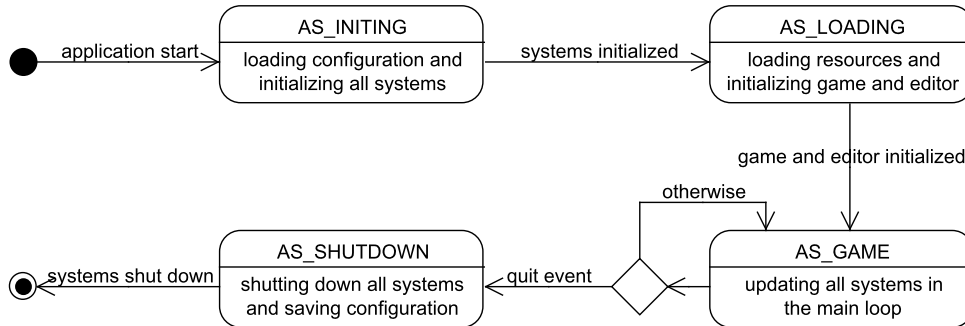 AS_INITING
AS_LOADING
application start
loading configuration and
initializing all systems
systems initialized
loading resources and
initializing game and editor
game and editor initialized
otherwise
AS_SHUTDOWN
AS_GAME
systems shut down
shutting down all systems
and saving configuration
quit event
updating all systems in
the main loop